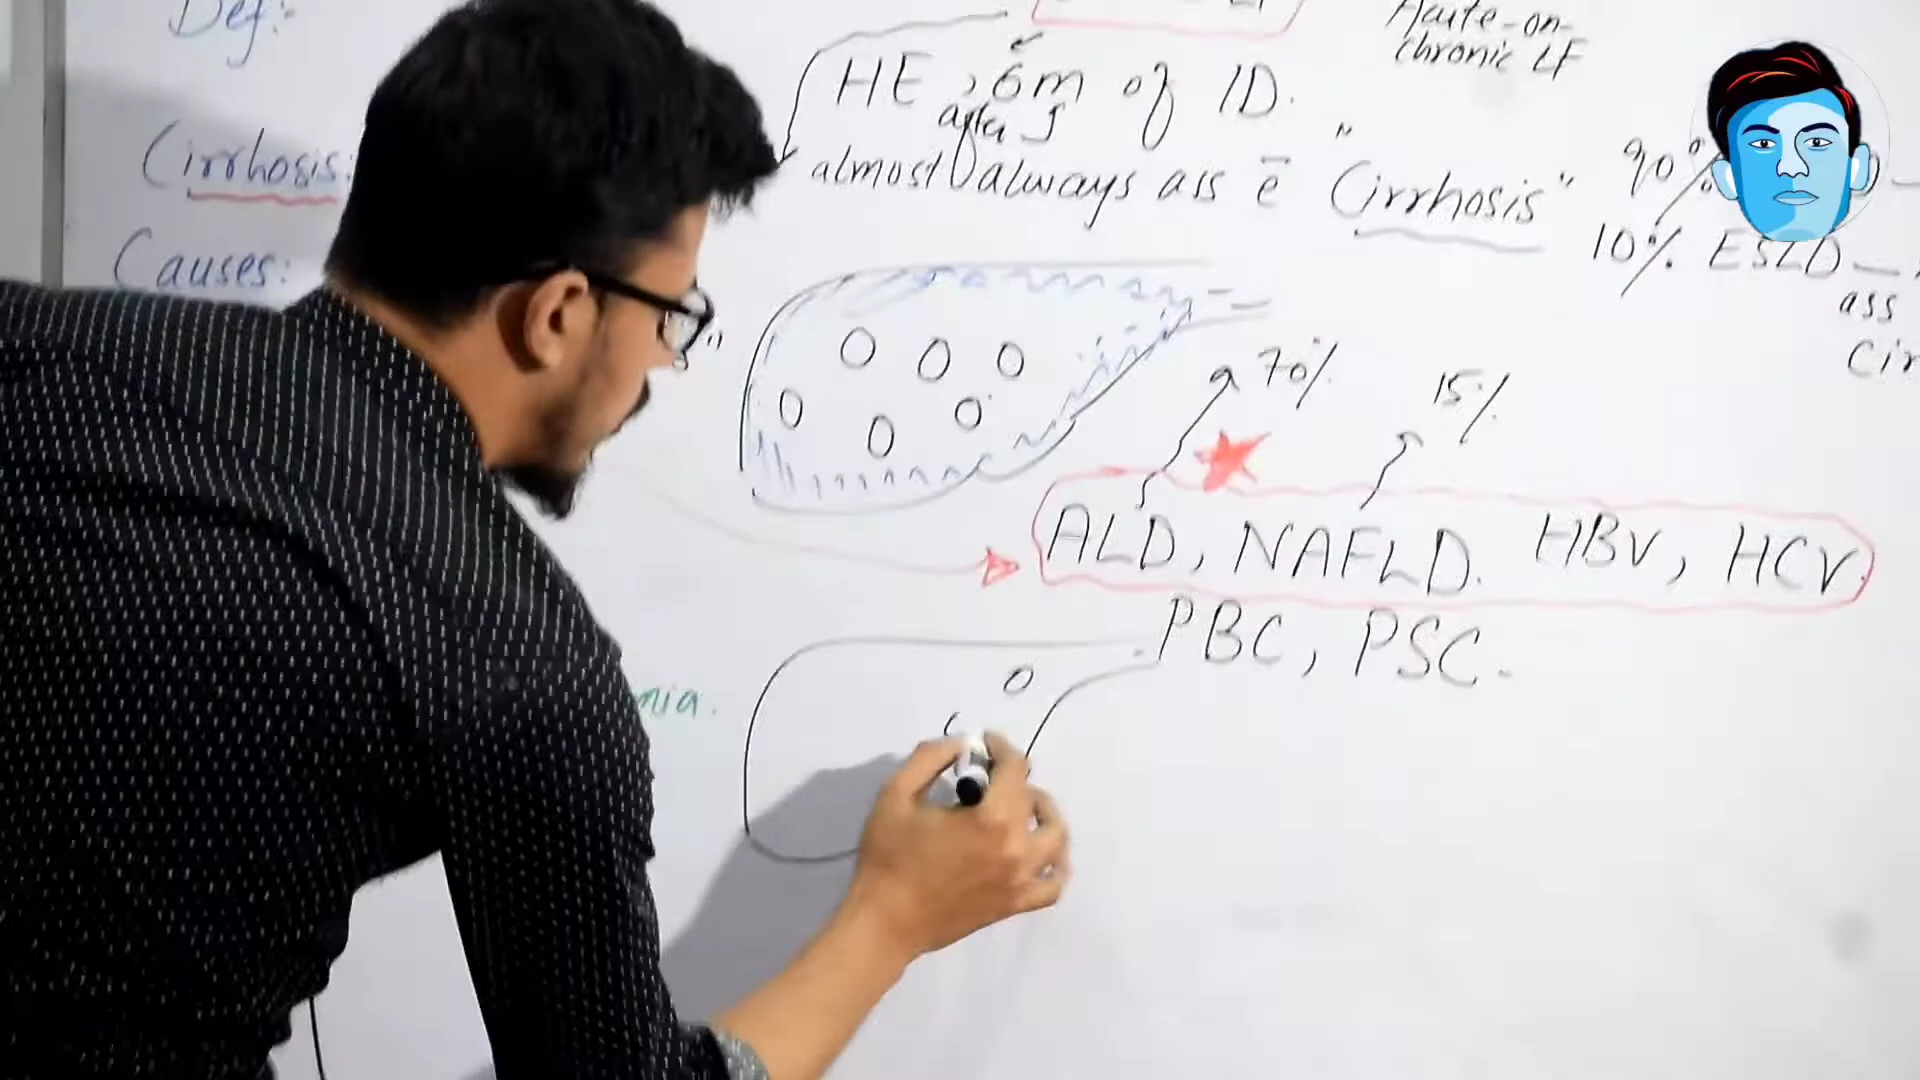 Def:-
Acute-on-
chronic LF
HE , 6m of ID.
after
Cirrhosis:
almost always ass c̄ "Cirrhosis"
90%
Causes:
10% ESLD
ass
Cir
70%
15%
ALD, NAFLD. HBV, HCV.
PBC, PSC.
mia.